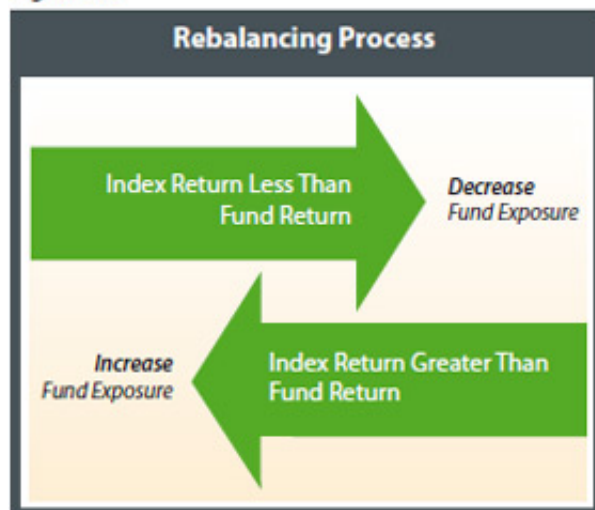 Rebalancing Process
Index Return Less Than
Fund Return
Decrease
Fund Exposure
Increase
Fund Exposure
Index Return Greater Than
Fund Return